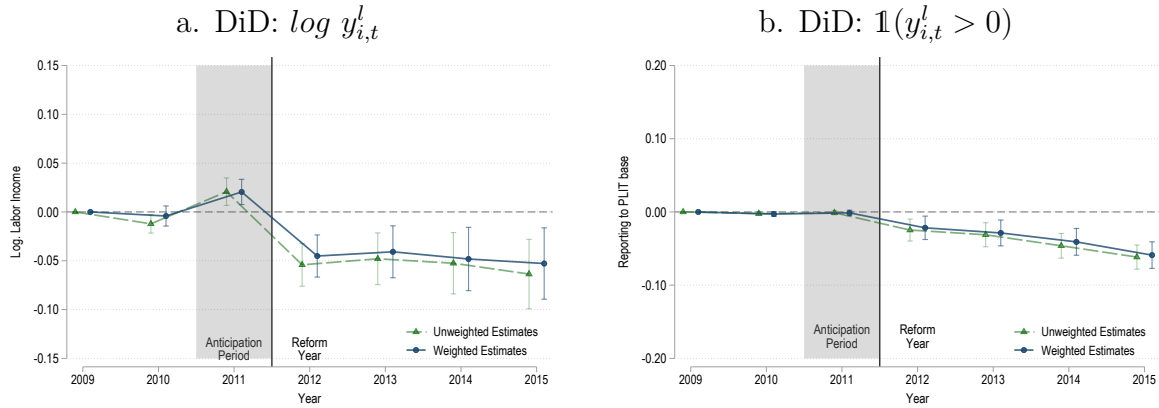 a. DiD: log y^l_{i,t}
0.15
0.10
0.05
0.00
-0.05
-0.10
-0.15
Log. Labor Income
Anticipation
Period
Reform
Year
Unweighted Estimates
Weighted Estimates
2009 2010 2011 2012 2013 2014 2015
Year
b. DiD: 𝟙(y^l_{i,t} > 0)
0.20
0.10
0.00
-0.10
-0.20
Reporting to PLIT base
Anticipation
Period
Reform
Year
Unweighted Estimates
Weighted Estimates
2009 2010 2011 2012 2013 2014 2015
Year